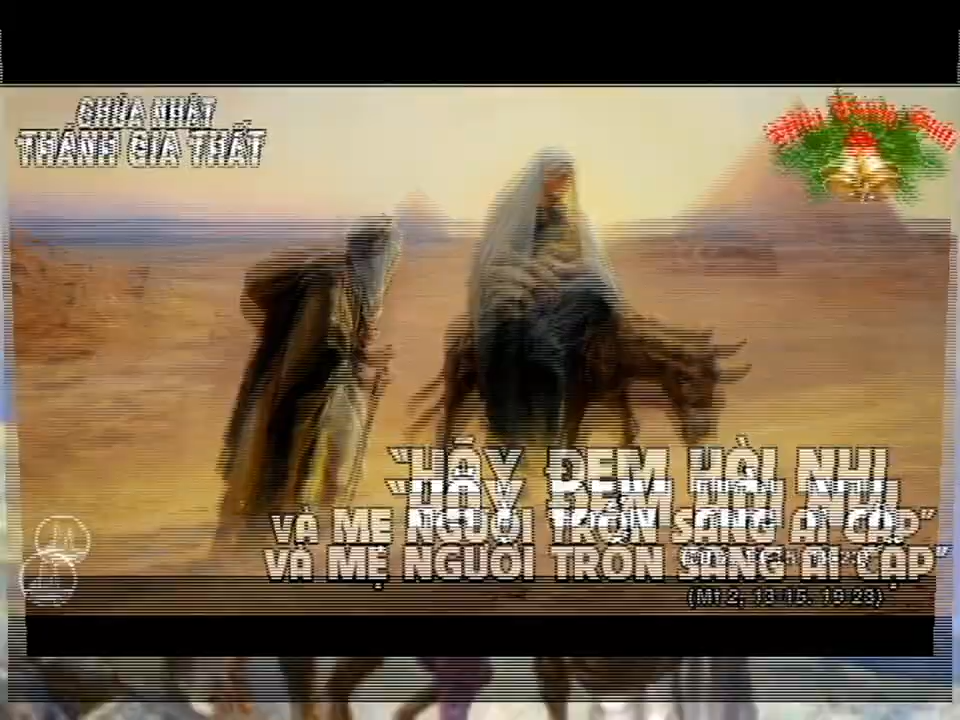 CHÚA NHẬT
THÁNH GIA THẤT
"HÃY ĐEM HÀI NHI
VÀ MẸ NGƯỜI TRỐN SANG AI CẬP"
(Mt 2, 13-15. 19-23)